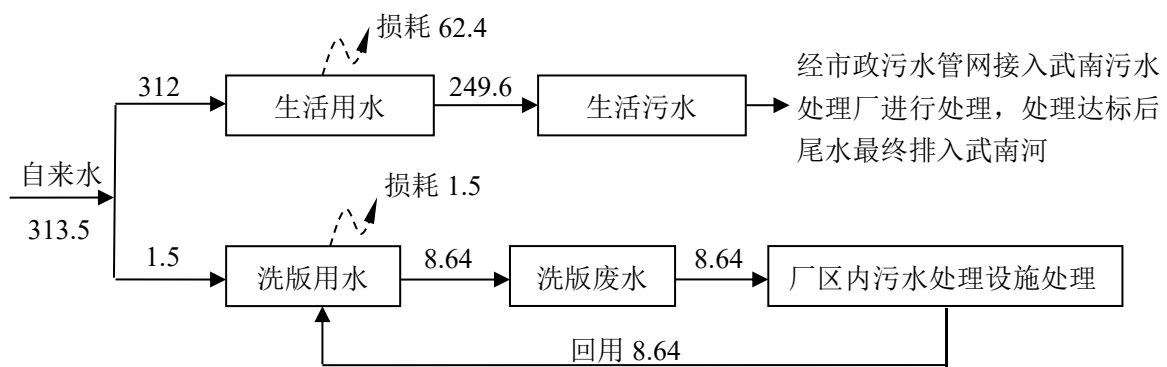 损耗 62.4
312
生活用水
249.6
生活污水
经市政污水管网接入武南污水
处理厂进行处理，处理达标后
尾水最终排入武南河
自来水
313.5
损耗 1.5
1.5
洗版用水
8.64
洗版废水
8.64
厂区内污水处理设施处理
回用 8.64